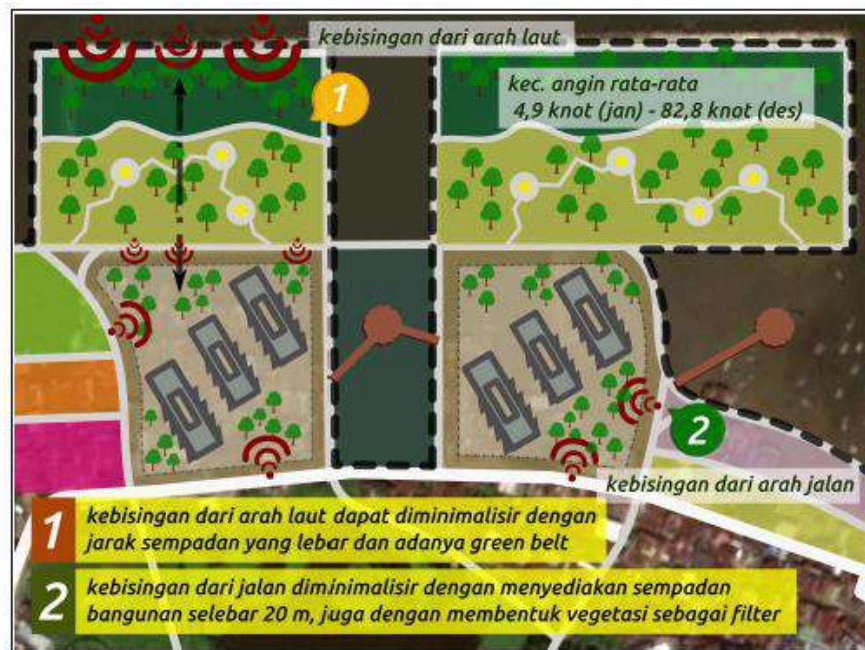 kebisingan dari arah laut
1
kec. angin rata-rata
4,9 knot (jan) - 82,8 knot (des)
2
kebisingan dari arah jalan
1
kebisingan dari arah laut dapat diminimalisir dengan
jarak sempadan yang lebar dan adanya green belt
2
kebisingan dari jalan diminimalisir dengan menyediakan sempadan
bangunan selebar 20 m, juga dengan membentuk vegetasi sebagai filter